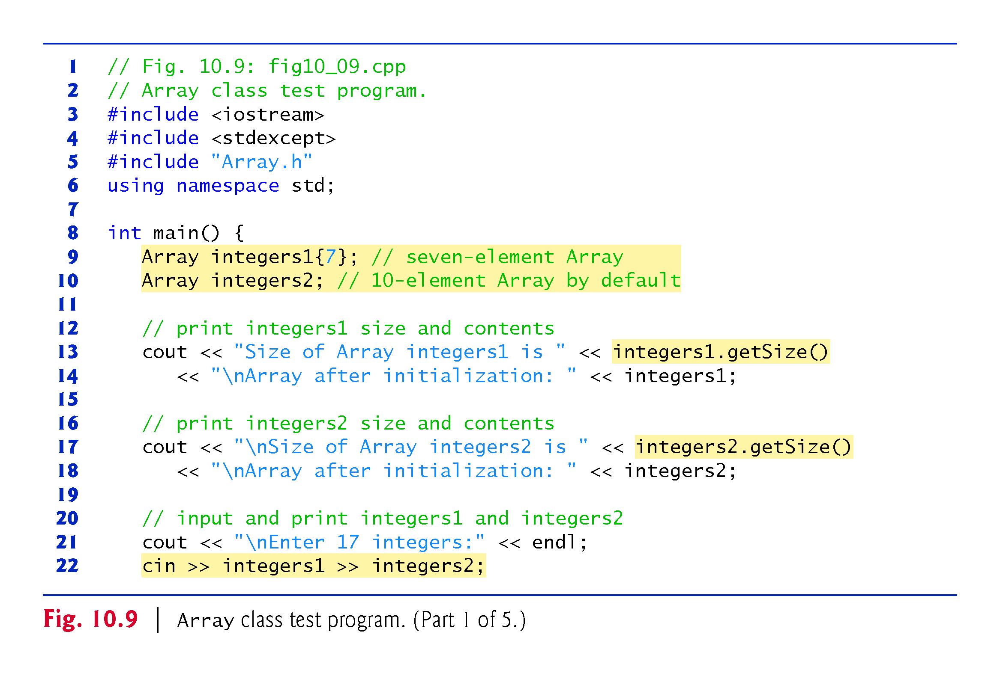 1 // Fig. 10.9: fig10_09.cpp
2 // Array class test program.
3 #include <iostream>
4 #include <stdexcept>
5 #include "Array.h"
6 using namespace std;
7
8 int main() {
9 Array integers1{7}; // seven-element Array
10 Array integers2; // 10-element Array by default
11
12 // print integers1 size and contents
13 cout << "Size of Array integers1 is " << integers1.getSize()
14 << "\nArray after initialization: " << integers1;
15
16 // print integers2 size and contents
17 cout << "\nSize of Array integers2 is " << integers2.getSize()
18 << "\nArray after initialization: " << integers2;
19
20 // input and print integers1 and integers2
21 cout << "\nEnter 17 integers:" << endl;
22 cin >> integers1 >> integers2;
Fig. 10.9 | Array class test program. (Part 1 of 5.)